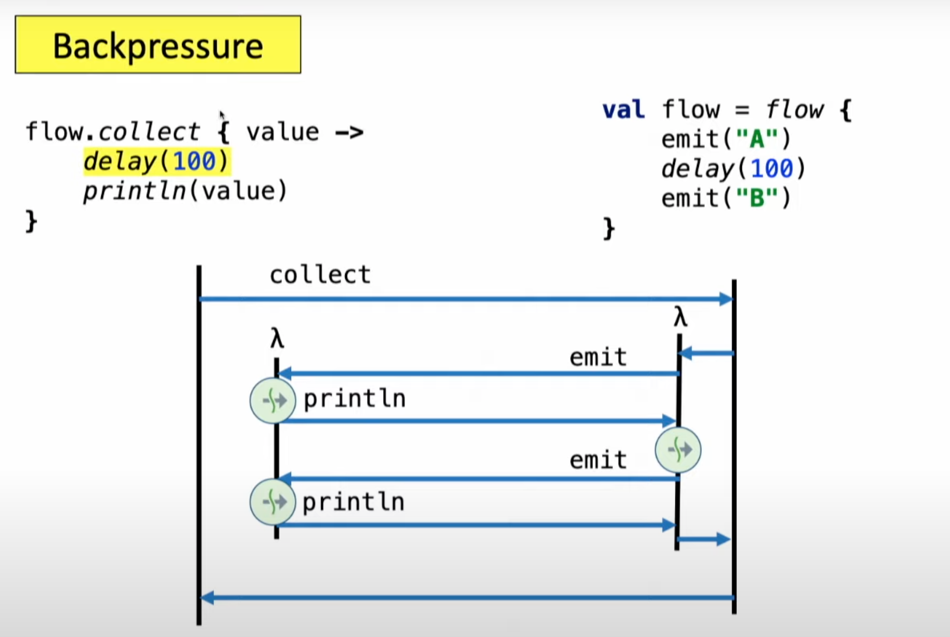 Backpressure
flow.collect { value ->
    delay(100)
    println(value)
}
val flow = flow {
    emit("A")
    delay(100)
    emit("B")
}
collect
λ
λ
emit
println
emit
println